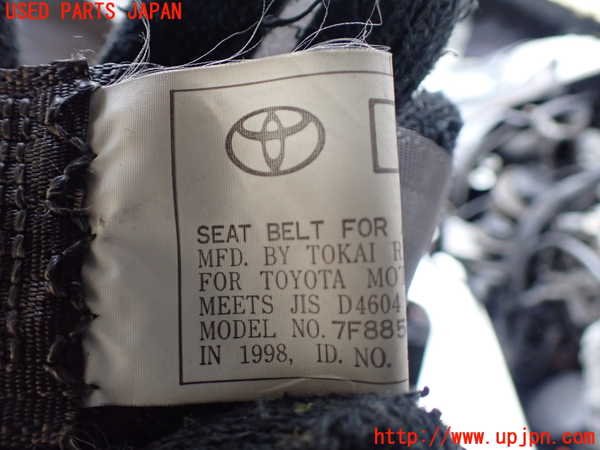 USED PARTS JAPAN
SEAT BELT FOR
MFD. BY TOKAI R
FOR TOYOTA MOT
MEETS JIS D4604
MODEL NO. 7F885
IN 1998, ID. NO.
http://www.upjpn.com/